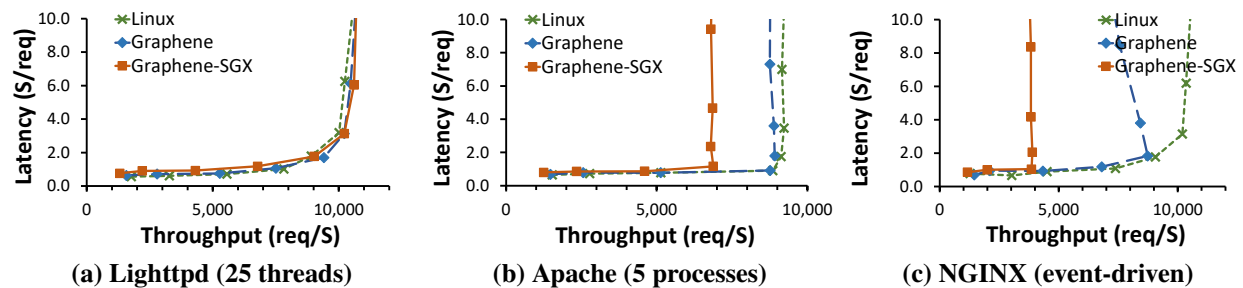 Latency (S/req)
10.0
8.0
6.0
4.0
2.0
0.0
Linux
Graphene
Graphene-SGX
0
5,000
10,000
Throughput (req/S)
(a) Lighttpd (25 threads)
Latency (S/req)
10.0
8.0
6.0
4.0
2.0
0.0
Linux
Graphene
Graphene-SGX
0
5,000
10,000
Throughput (req/S)
(b) Apache (5 processes)
Latency (S/req)
10.0
8.0
6.0
4.0
2.0
0.0
Linux
Graphene
Graphene-SGX
0
5,000
10,000
Throughput (req/S)
(c) NGINX (event-driven)